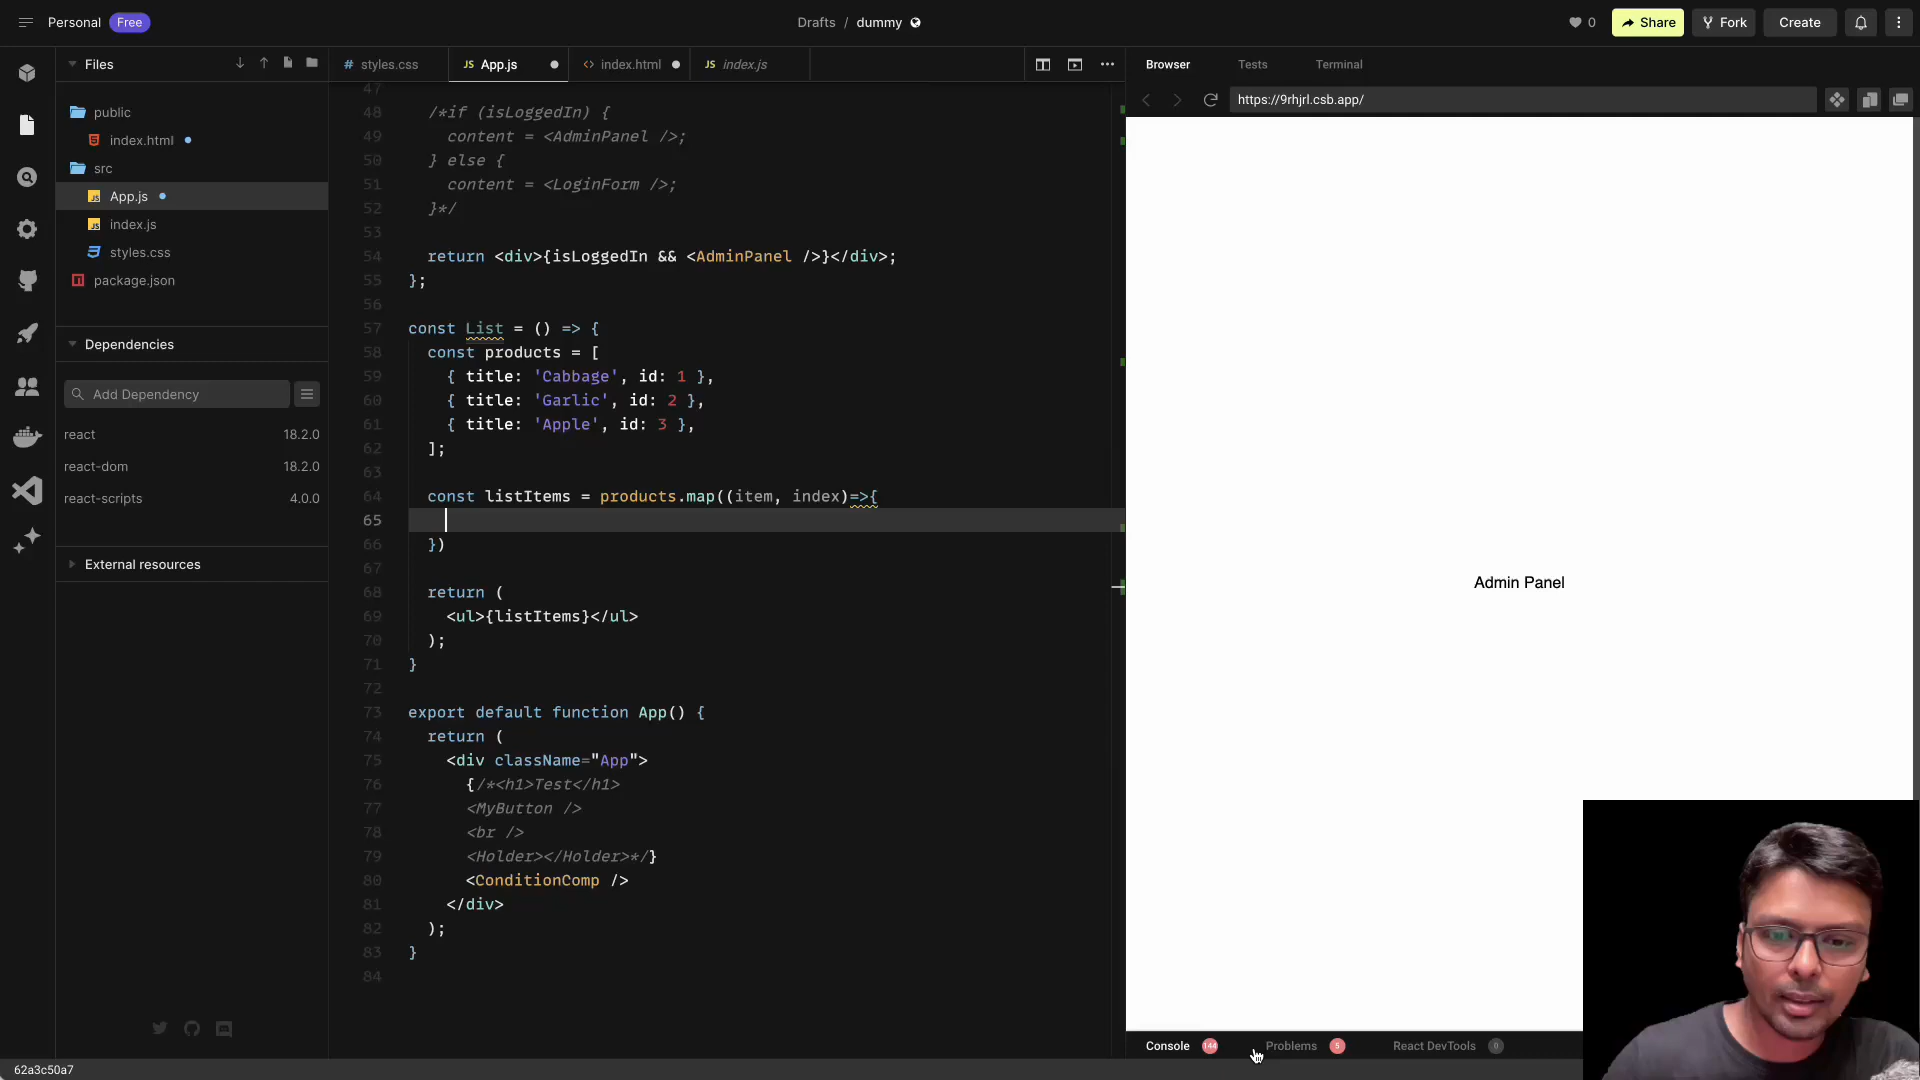 Personal Free
Drafts / dummy
0 Share Fork Create
Files
public
index.html
src
App.js
index.js
styles.css
package.json
Dependencies
Add Dependency
react 18.2.0
react-dom 18.2.0
react-scripts 4.0.0
External resources
# styles.css JS App.js <> index.html JS index.js
47
48 /*if (isLoggedIn) {
49 content = <AdminPanel />;
50 } else {
51 content = <LoginForm />;
52 }*/
53
54 return <div>{isLoggedIn && <AdminPanel />}</div>;
55 };
56
57 const List = () => {
58 const products = [
59 { title: 'Cabbage', id: 1 },
60 { title: 'Garlic', id: 2 },
61 { title: 'Apple', id: 3 },
62 ];
63
64 const listItems = products.map((item, index)=>{
65
66 })
67
68 return (
69 <ul>{listItems}</ul>
70 );
71 }
72
73 export default function App() {
74 return (
75 <div className="App">
76 {/*<h1>Test</h1>
77 <MyButton />
78 <br />
79 <Holder></Holder>*/}
80 <ConditionComp />
81 </div>
82 );
83 }
84
Browser Tests Terminal
https://9rhjrl.csb.app/
Admin Panel
Console 144 Problems 5 React DevTools 0
62a3c50a7